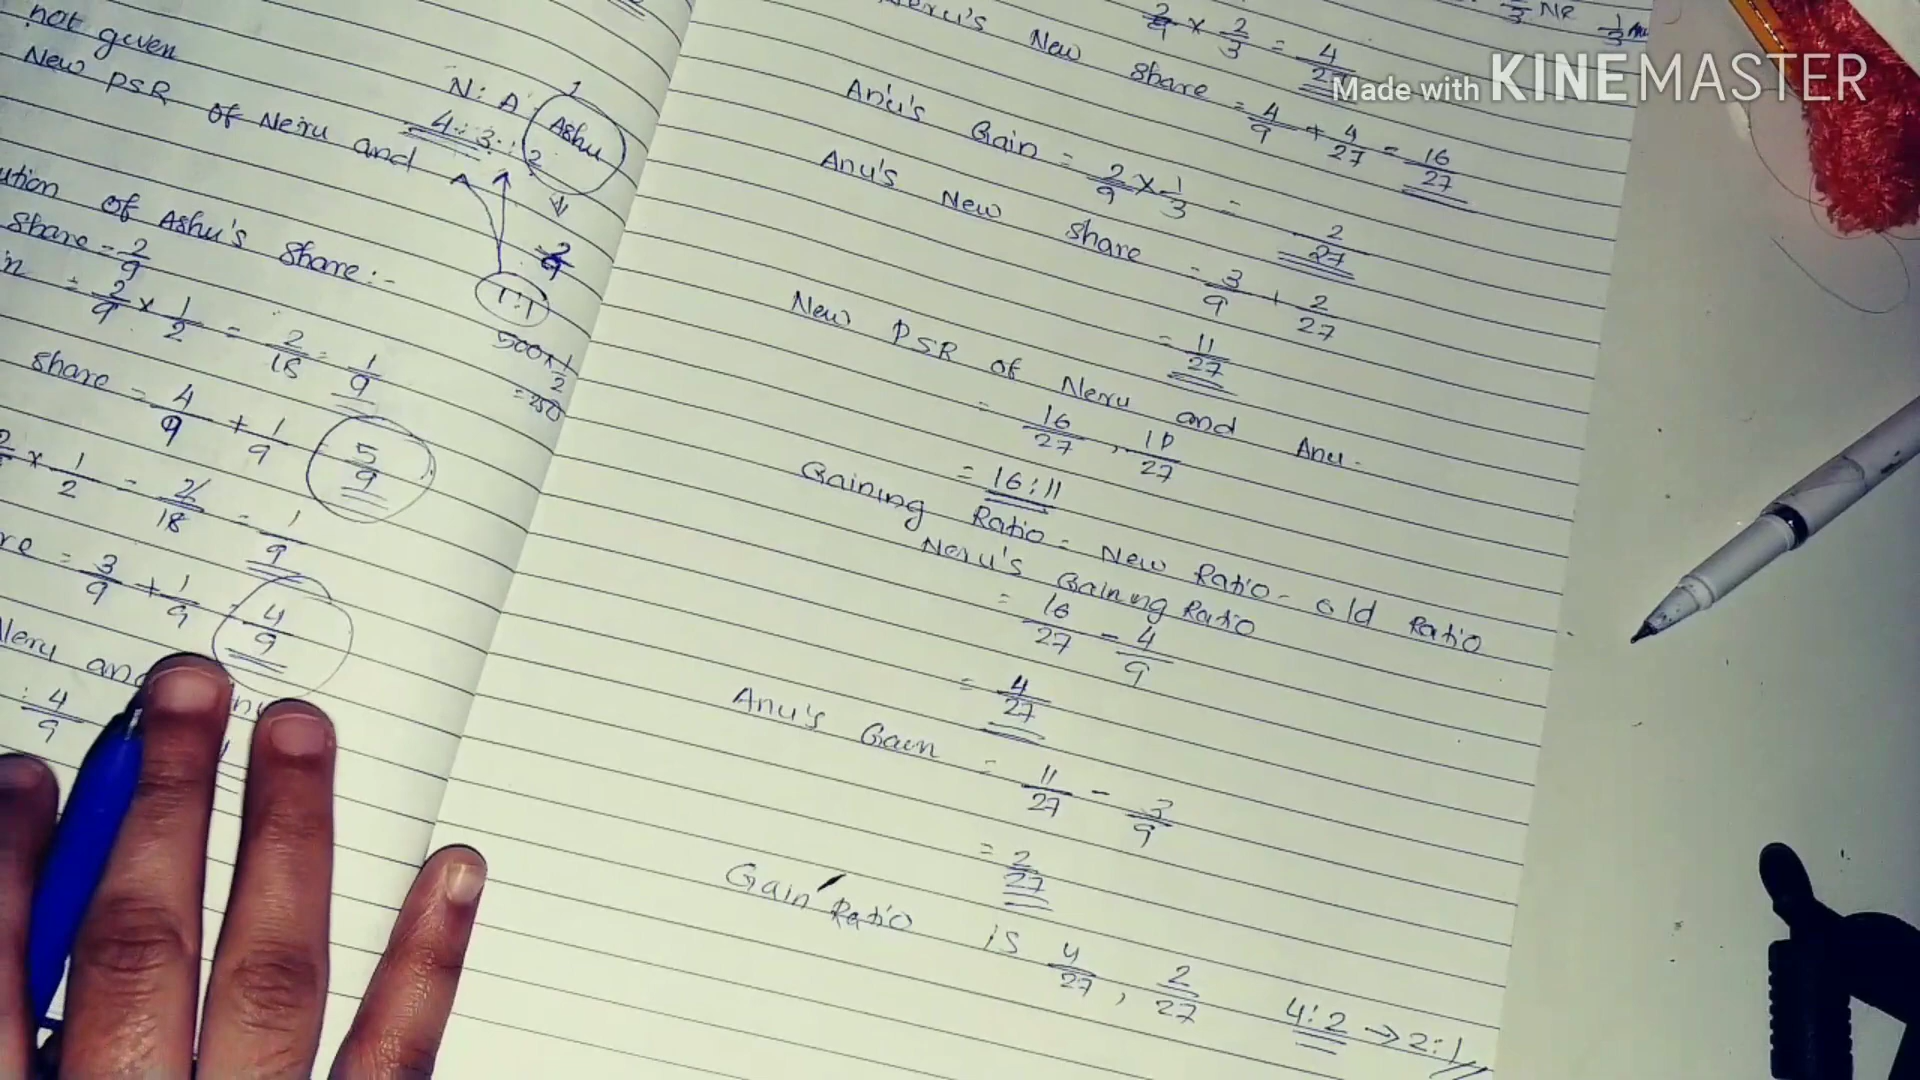 not given
New PSR of Neru and
N : A : Ashu
4 : 3 : 2
2/9
1:1
500 × 1/2
= 250
ution of Ashu's Share :-
Share = 2/9
in = 2/9 × 1/2 = 2/18 = 1/9
Share = 4/9 + 1/9 = 5/9
× 1/2 = 2/18 = 1/9
re = 3/9 + 1/9 = 4/9
Neru and
: 4/9
2/3 Ne 1/3
2/9 × 2/3 = 4/27
Neru's New Share = 4/9 + 4/27 = 16/27
Anu's Gain = 2/9 × 1/3 = 2/27
Anu's New Share = 3/9 + 2/27
= 11/27
New PSR of Neru and Anu -
= 16/27 , 11/27
= 16:11
Gaining Ratio = New Ratio - old Ratio
Neru's Gaining Ratio
= 16/27 - 4/9
= 4/27
Anu's Gain = 11/27 - 3/9
= 2/27
Gain Ratio is 4/27 , 2/27 4:2 → 2:1
Made with KINEMASTER